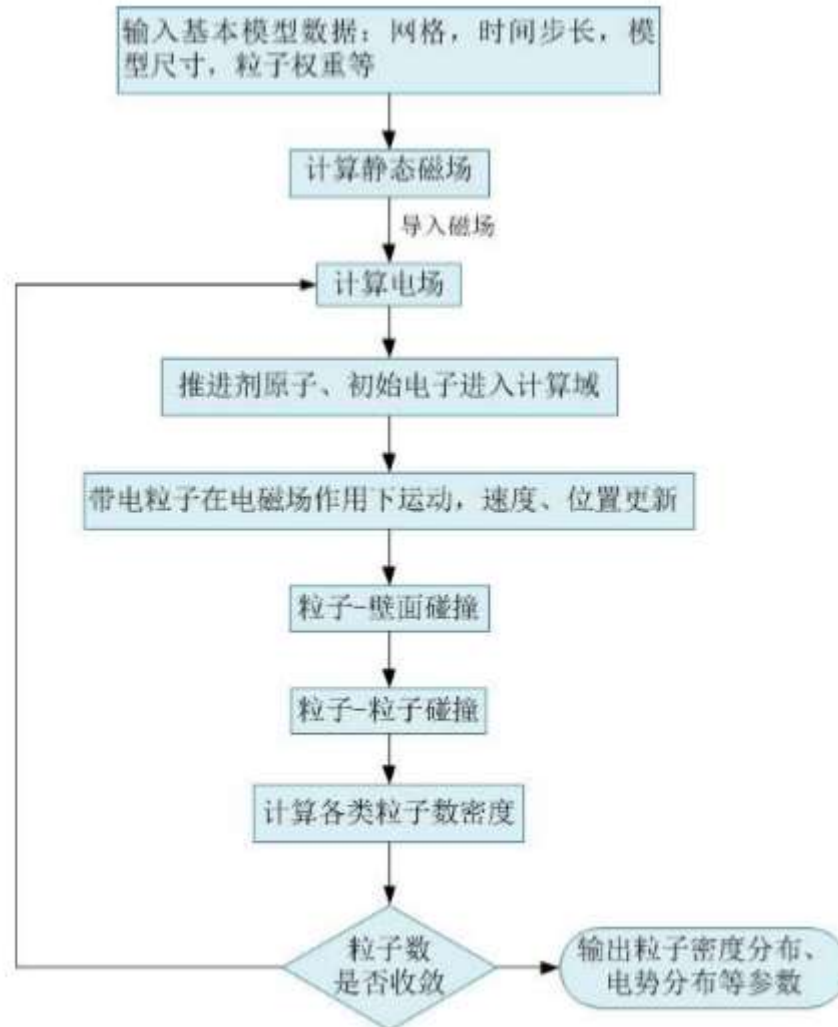 输入基本模型数据：网格，时间步长，模
型尺寸，粒子权重等
计算静态磁场
导入磁场
计算电场
推进剂原子、初始电子进入计算域
带电粒子在电磁场作用下运动，速度、位置更新
粒子-壁面碰撞
粒子-粒子碰撞
计算各类粒子数密度
粒子数
是否收敛
输出粒子密度分布、
电势分布等参数